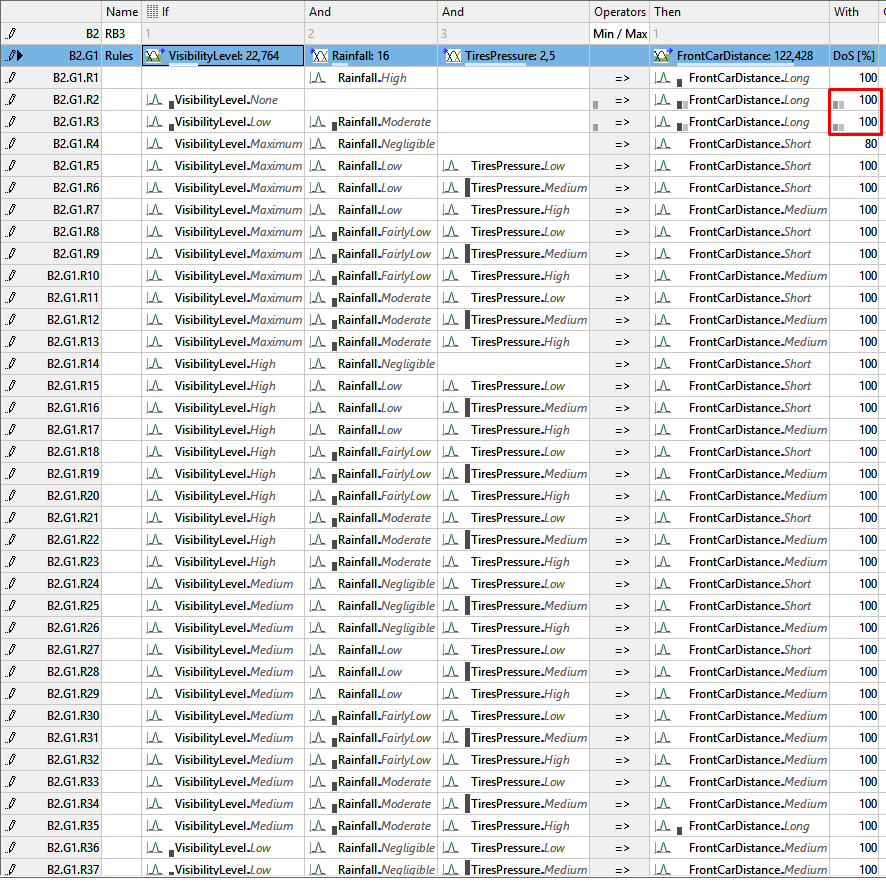 Name If And And Operators Then With
B2 RB3 1 2 3 Min / Max 1
B2.G1 Rules VisibilityLevel: 22,764 Rainfall: 16 TiresPressure: 2,5 FrontCarDistance: 122,428 DoS [%]
B2.G1.R1 Rainfall.High => FrontCarDistance.Long 100
B2.G1.R2 VisibilityLevel.None => FrontCarDistance.Long 100
B2.G1.R3 VisibilityLevel.Low Rainfall.Moderate => FrontCarDistance.Long 100
B2.G1.R4 VisibilityLevel.Maximum Rainfall.Negligible => FrontCarDistance.Short 80
B2.G1.R5 VisibilityLevel.Maximum Rainfall.Low TiresPressure.Low => FrontCarDistance.Short 100
B2.G1.R6 VisibilityLevel.Maximum Rainfall.Low TiresPressure.Medium => FrontCarDistance.Short 100
B2.G1.R7 VisibilityLevel.Maximum Rainfall.Low TiresPressure.High => FrontCarDistance.Medium 100
B2.G1.R8 VisibilityLevel.Maximum Rainfall.FairlyLow TiresPressure.Low => FrontCarDistance.Short 100
B2.G1.R9 VisibilityLevel.Maximum Rainfall.FairlyLow TiresPressure.Medium => FrontCarDistance.Short 100
B2.G1.R10 VisibilityLevel.Maximum Rainfall.FairlyLow TiresPressure.High => FrontCarDistance.Medium 100
B2.G1.R11 VisibilityLevel.Maximum Rainfall.Moderate TiresPressure.Low => FrontCarDistance.Short 100
B2.G1.R12 VisibilityLevel.Maximum Rainfall.Moderate TiresPressure.Medium => FrontCarDistance.Medium 100
B2.G1.R13 VisibilityLevel.Maximum Rainfall.Moderate TiresPressure.High => FrontCarDistance.Medium 100
B2.G1.R14 VisibilityLevel.High Rainfall.Negligible => FrontCarDistance.Short 100
B2.G1.R15 VisibilityLevel.High Rainfall.Low TiresPressure.Low => FrontCarDistance.Short 100
B2.G1.R16 VisibilityLevel.High Rainfall.Low TiresPressure.Medium => FrontCarDistance.Short 100
B2.G1.R17 VisibilityLevel.High Rainfall.Low TiresPressure.High => FrontCarDistance.Medium 100
B2.G1.R18 VisibilityLevel.High Rainfall.FairlyLow TiresPressure.Low => FrontCarDistance.Short 100
B2.G1.R19 VisibilityLevel.High Rainfall.FairlyLow TiresPressure.Medium => FrontCarDistance.Medium 100
B2.G1.R20 VisibilityLevel.High Rainfall.FairlyLow TiresPressure.High => FrontCarDistance.Medium 100
B2.G1.R21 VisibilityLevel.High Rainfall.Moderate TiresPressure.Low => FrontCarDistance.Short 100
B2.G1.R22 VisibilityLevel.High Rainfall.Moderate TiresPressure.Medium => FrontCarDistance.Medium 100
B2.G1.R23 VisibilityLevel.High Rainfall.Moderate TiresPressure.High => FrontCarDistance.Medium 100
B2.G1.R24 VisibilityLevel.Medium Rainfall.Negligible TiresPressure.Low => FrontCarDistance.Short 100
B2.G1.R25 VisibilityLevel.Medium Rainfall.Negligible TiresPressure.Medium => FrontCarDistance.Short 100
B2.G1.R26 VisibilityLevel.Medium Rainfall.Negligible TiresPressure.High => FrontCarDistance.Medium 100
B2.G1.R27 VisibilityLevel.Medium Rainfall.Low TiresPressure.Low => FrontCarDistance.Short 100
B2.G1.R28 VisibilityLevel.Medium Rainfall.Low TiresPressure.Medium => FrontCarDistance.Medium 100
B2.G1.R29 VisibilityLevel.Medium Rainfall.Low TiresPressure.High => FrontCarDistance.Medium 100
B2.G1.R30 VisibilityLevel.Medium Rainfall.FairlyLow TiresPressure.Low => FrontCarDistance.Medium 100
B2.G1.R31 VisibilityLevel.Medium Rainfall.FairlyLow TiresPressure.Medium => FrontCarDistance.Medium 100
B2.G1.R32 VisibilityLevel.Medium Rainfall.FairlyLow TiresPressure.High => FrontCarDistance.Medium 100
B2.G1.R33 VisibilityLevel.Medium Rainfall.Moderate TiresPressure.Low => FrontCarDistance.Medium 100
B2.G1.R34 VisibilityLevel.Medium Rainfall.Moderate TiresPressure.Medium => FrontCarDistance.Medium 100
B2.G1.R35 VisibilityLevel.Medium Rainfall.Moderate TiresPressure.High => FrontCarDistance.Long 100
B2.G1.R36 VisibilityLevel.Low Rainfall.Negligible TiresPressure.Low => FrontCarDistance.Medium 100
B2.G1.R37 VisibilityLevel.Low Rainfall.Negligible TiresPressure.Medium => FrontCarDistance.Medium 100